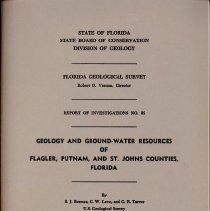 STATE OF FLORIDA
STATE BOARD OF CONSERVATION
DIVISION OF GEOLOGY
FLORIDA GEOLOGICAL SURVEY
Robert O. Vernon, Director
REPORT OF INVESTIGATIONS NO. 32
GEOLOGY AND GROUND-WATER RESOURCES
OF
FLAGLER, PUTNAM, AND ST. JOHNS COUNTIES,
FLORIDA
By
B. J. Bermes, G. W. Leve, and G. R. Tarver
U.S. Geological Survey